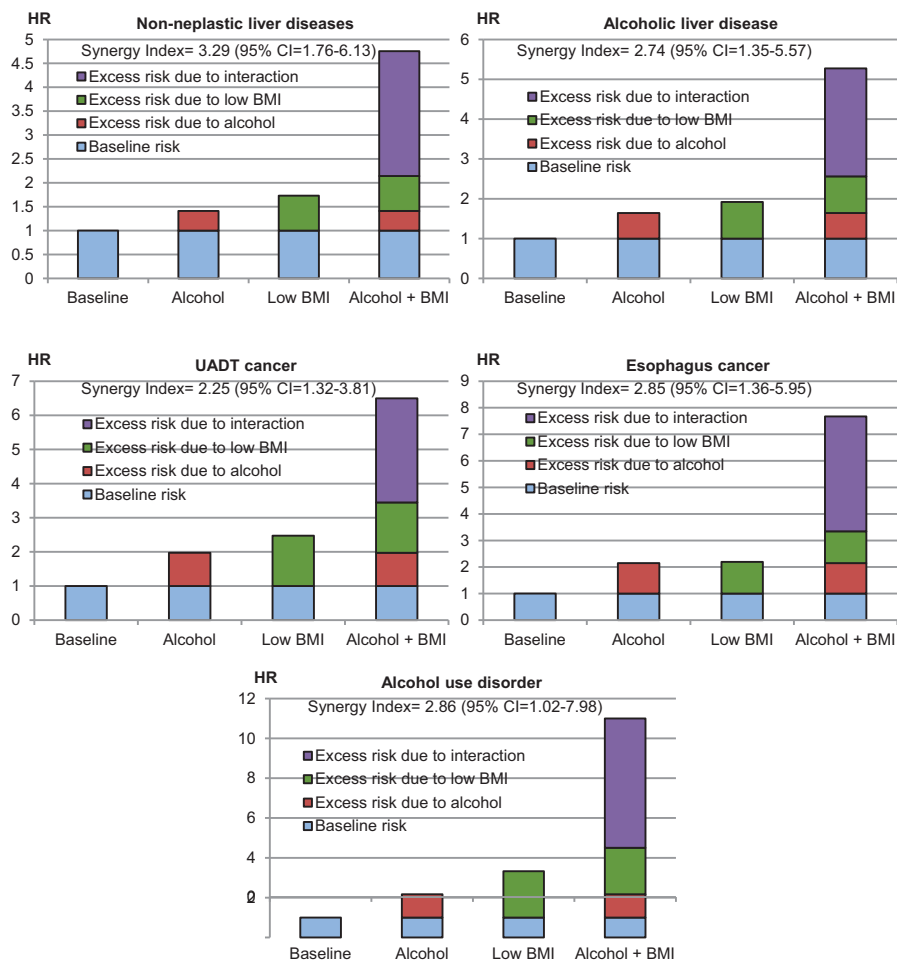 HR
Non-neplastic liver diseases
Synergy Index= 3.29 (95% CI=1.76-6.13)
Excess risk due to interaction
Excess risk due to low BMI
Excess risk due to alcohol
Baseline risk
5
4.5
4
3.5
3
2.5
2
1.5
1
0.5
0
Baseline
Alcohol
Low BMI
Alcohol + BMI
HR
Alcoholic liver disease
Synergy Index= 2.74 (95% CI=1.35-5.57)
Excess risk due to interaction
Excess risk due to low BMI
Excess risk due to alcohol
Baseline risk
6
5
4
3
2
1
0
Baseline
Alcohol
Low BMI
Alcohol + BMI
HR
UADT cancer
Synergy Index= 2.25 (95% CI=1.32-3.81)
Excess risk due to interaction
Excess risk due to low BMI
Excess risk due to alcohol
Baseline risk
7
6
5
4
3
2
1
0
Baseline
Alcohol
Low BMI
Alcohol + BMI
HR
Esophagus cancer
Synergy Index= 2.85 (95% CI=1.36-5.95)
Excess risk due to interaction
Excess risk due to low BMI
Excess risk due to alcohol
Baseline risk
9
8
7
6
5
4
3
2
1
0
Baseline
Alcohol
Low BMI
Alcohol + BMI
HR
Alcohol use disorder
Synergy Index= 2.86 (95% CI=1.02-7.98)
Excess risk due to interaction
Excess risk due to low BMI
Excess risk due to alcohol
Baseline risk
12
10
8
6
4
2
0
Baseline
Alcohol
Low BMI
Alcohol + BMI